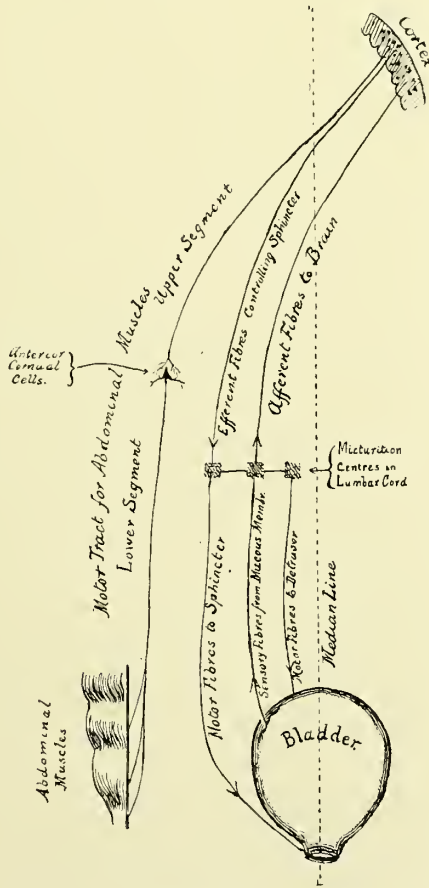 Cortex
Muscles Upper Segment
Efferent Fibres Controlling Sphincter
Afferent Fibres to Brain
Anterior
Cornual
Cells.
Motor Tract for Abdominal
Lower Segment
Micturition
Centres in
Lumbar Cord
Motor Fibres to Sphincter
Sensory Fibres from Mucous Membr.
Motor Fibres to Detrusor
Median Line
Abdominal
Muscles
Bladder.